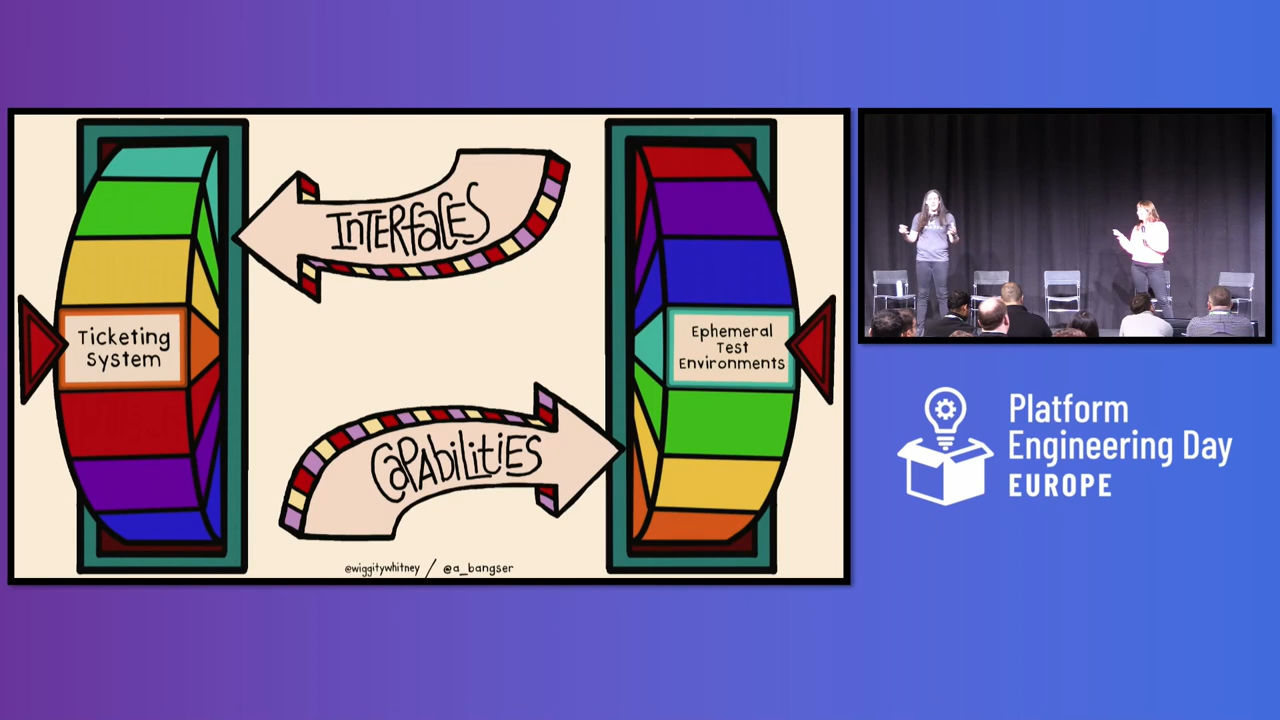 INTERFACES
Ticketing
System
Ephemeral
Test
Environments
CAPABILITIES
@wiggitywhitney / @a_bangser
Platform
Engineering Day
EUROPE